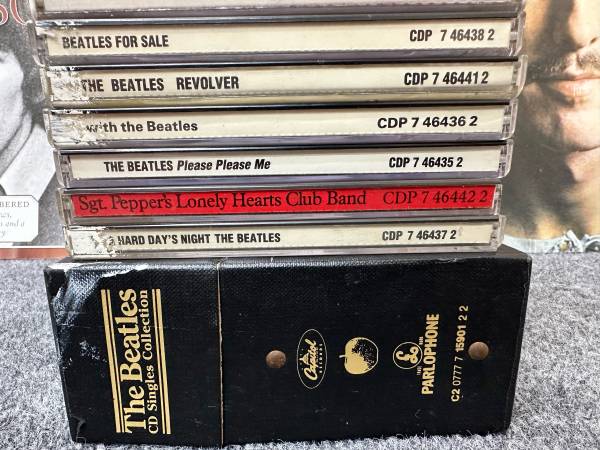 BEATLES FOR SALE CDP 7 46438 2
THE BEATLES REVOLVER CDP 7 46441 2
with the Beatles CDP 7 46436 2
THE BEATLES Please Please Me CDP 7 46435 2
Sgt. Pepper's Lonely Hearts Club Band CDP 7 46442 2
HARD DAY'S NIGHT THE BEATLES CDP 7 46437 2
The Beatles
CD Singles Collection
Capitol
£
PARLOPHONE
C2 0777 7 15901 2 2